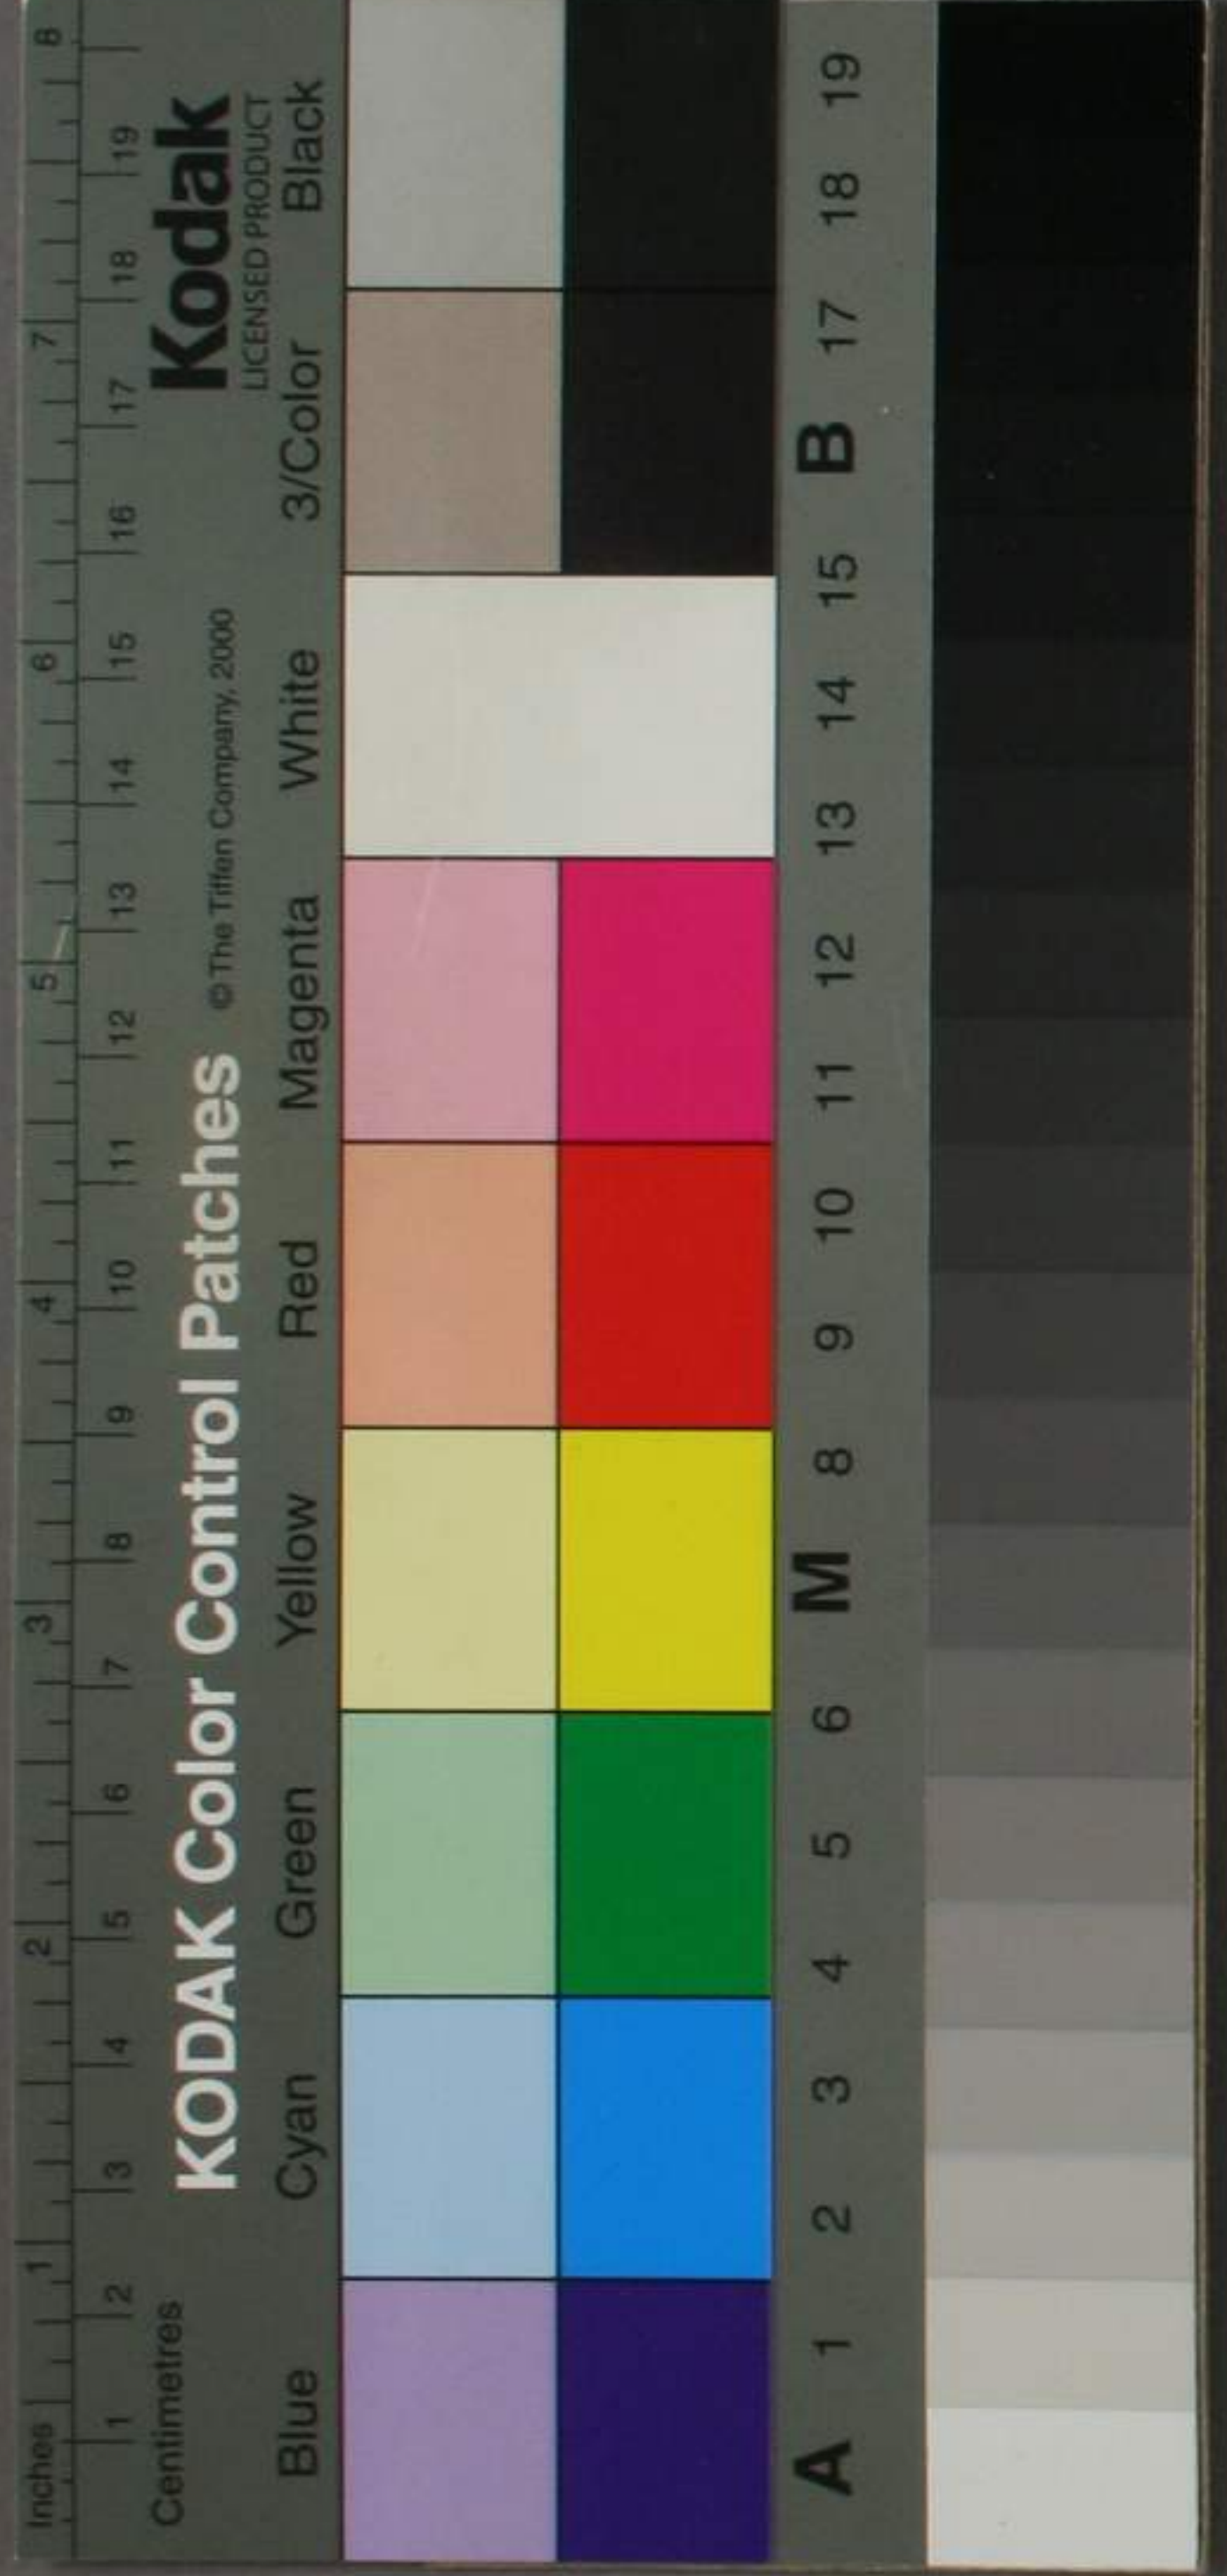 Inches 1 2 3 4 5 6 7 8
1 2 3 4 5 6 7 8 9 10 11 12 13 14 15 16 17 18 19
Centimetres
KODAK Color Control Patches © The Tiffen Company, 2000
Kodak
LICENSED PRODUCT
Blue Cyan Green Yellow Red Magenta White 3/Color Black
A 1 2 3 4 5 6 M 8 9 10 11 12 13 14 15 B 17 18 19